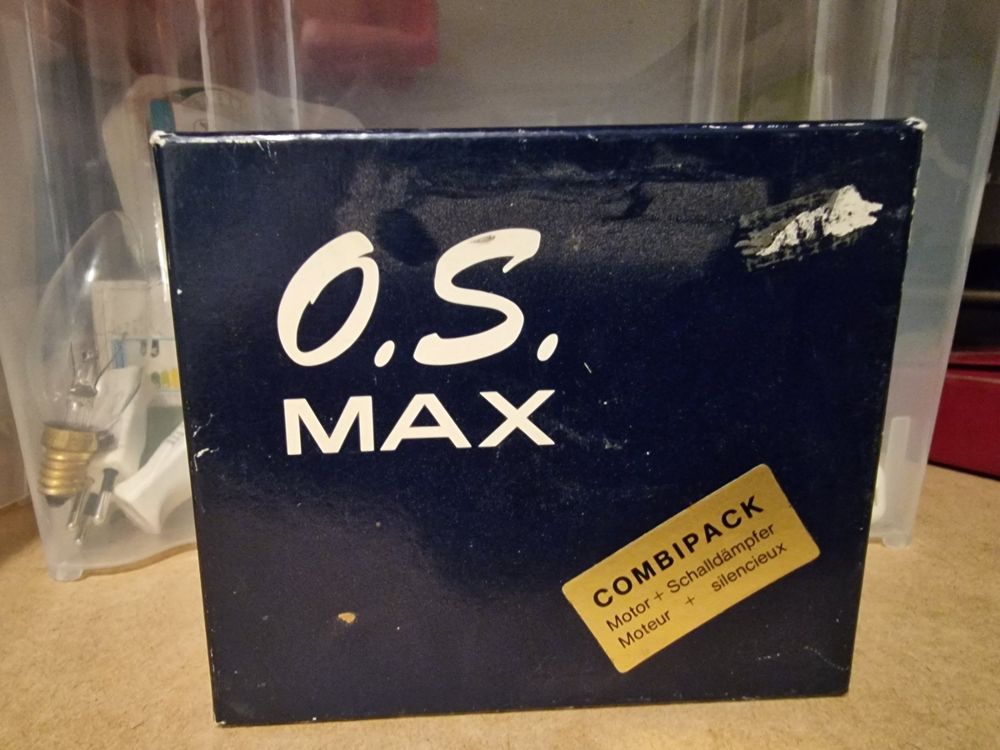 O.S.
MAX
COMBIPACK
Motor + Schalldämpfer
Moteur + silencieux